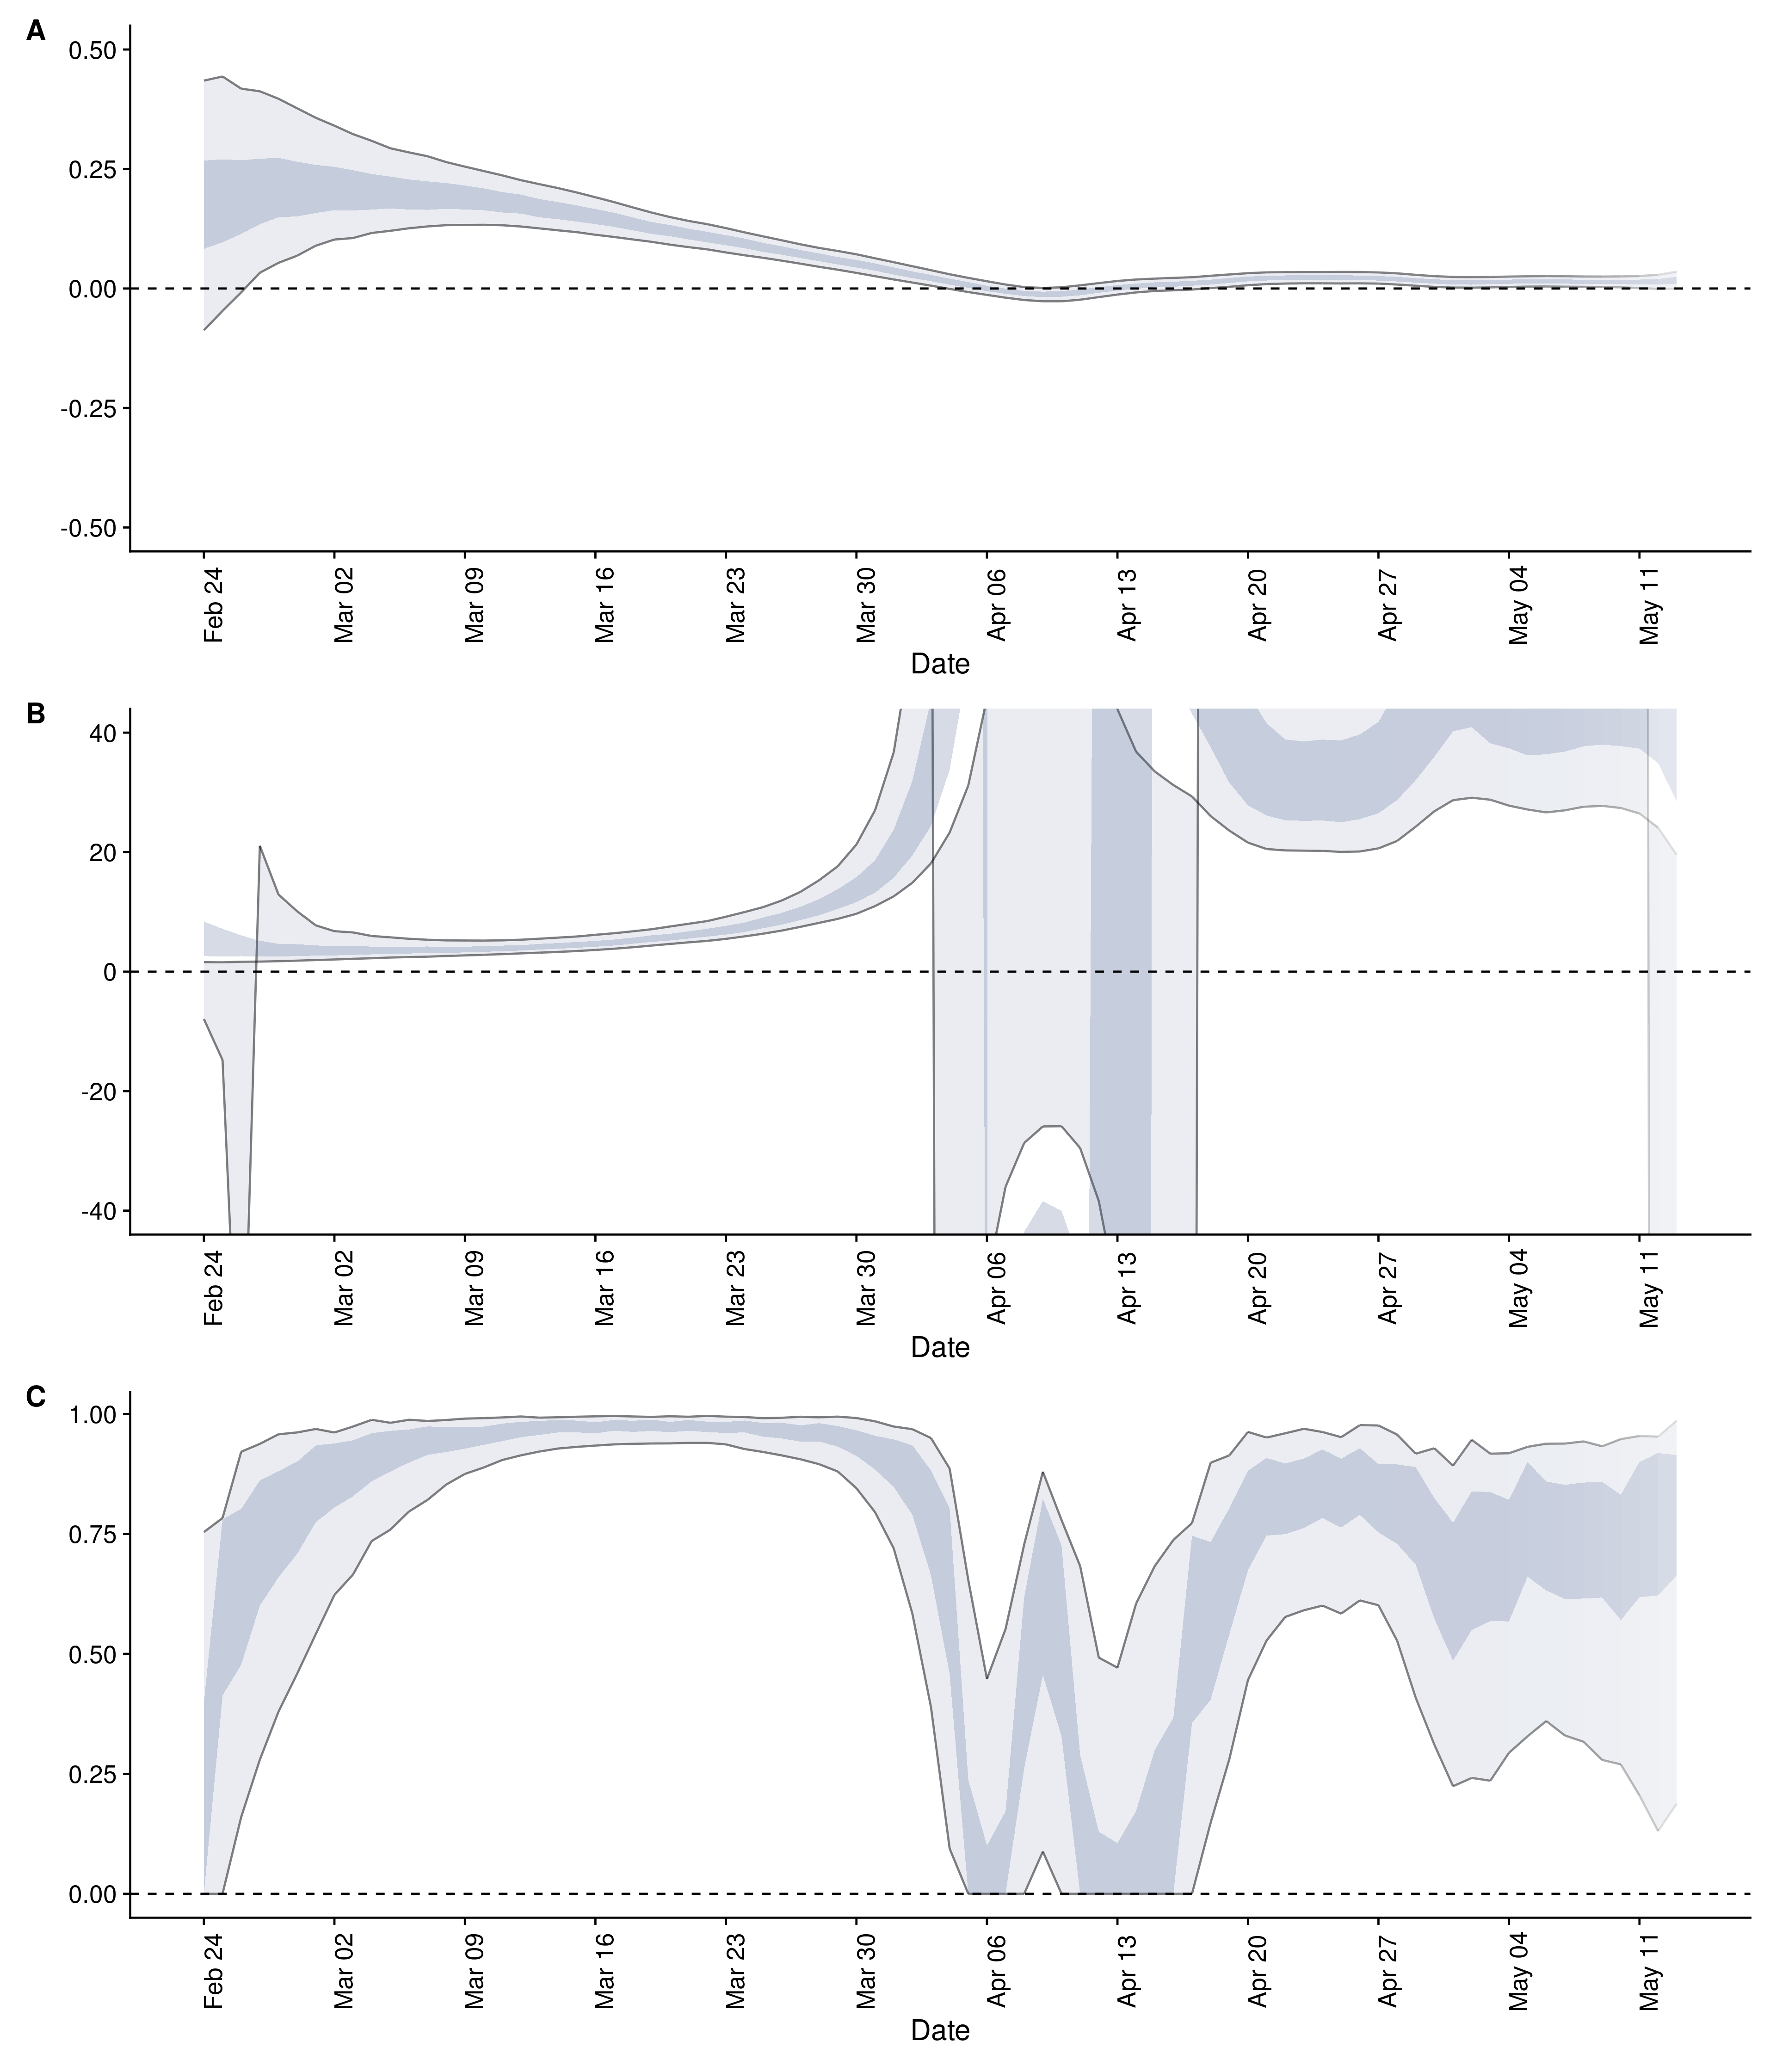 A
0.50
0.25
0.00
-0.25
-0.50
Feb 24
Mar 02
Mar 09
Mar 16
Mar 23
Mar 30
Apr 06
Apr 13
Apr 20
Apr 27
May 04
May 11
Date
B
40
20
0
-20
-40
Feb 24
Mar 02
Mar 09
Mar 16
Mar 23
Mar 30
Apr 06
Apr 13
Apr 20
Apr 27
May 04
May 11
Date
C
1.00
0.75
0.50
0.25
0.00
Feb 24
Mar 02
Mar 09
Mar 16
Mar 23
Mar 30
Apr 06
Apr 13
Apr 20
Apr 27
May 04
May 11
Date